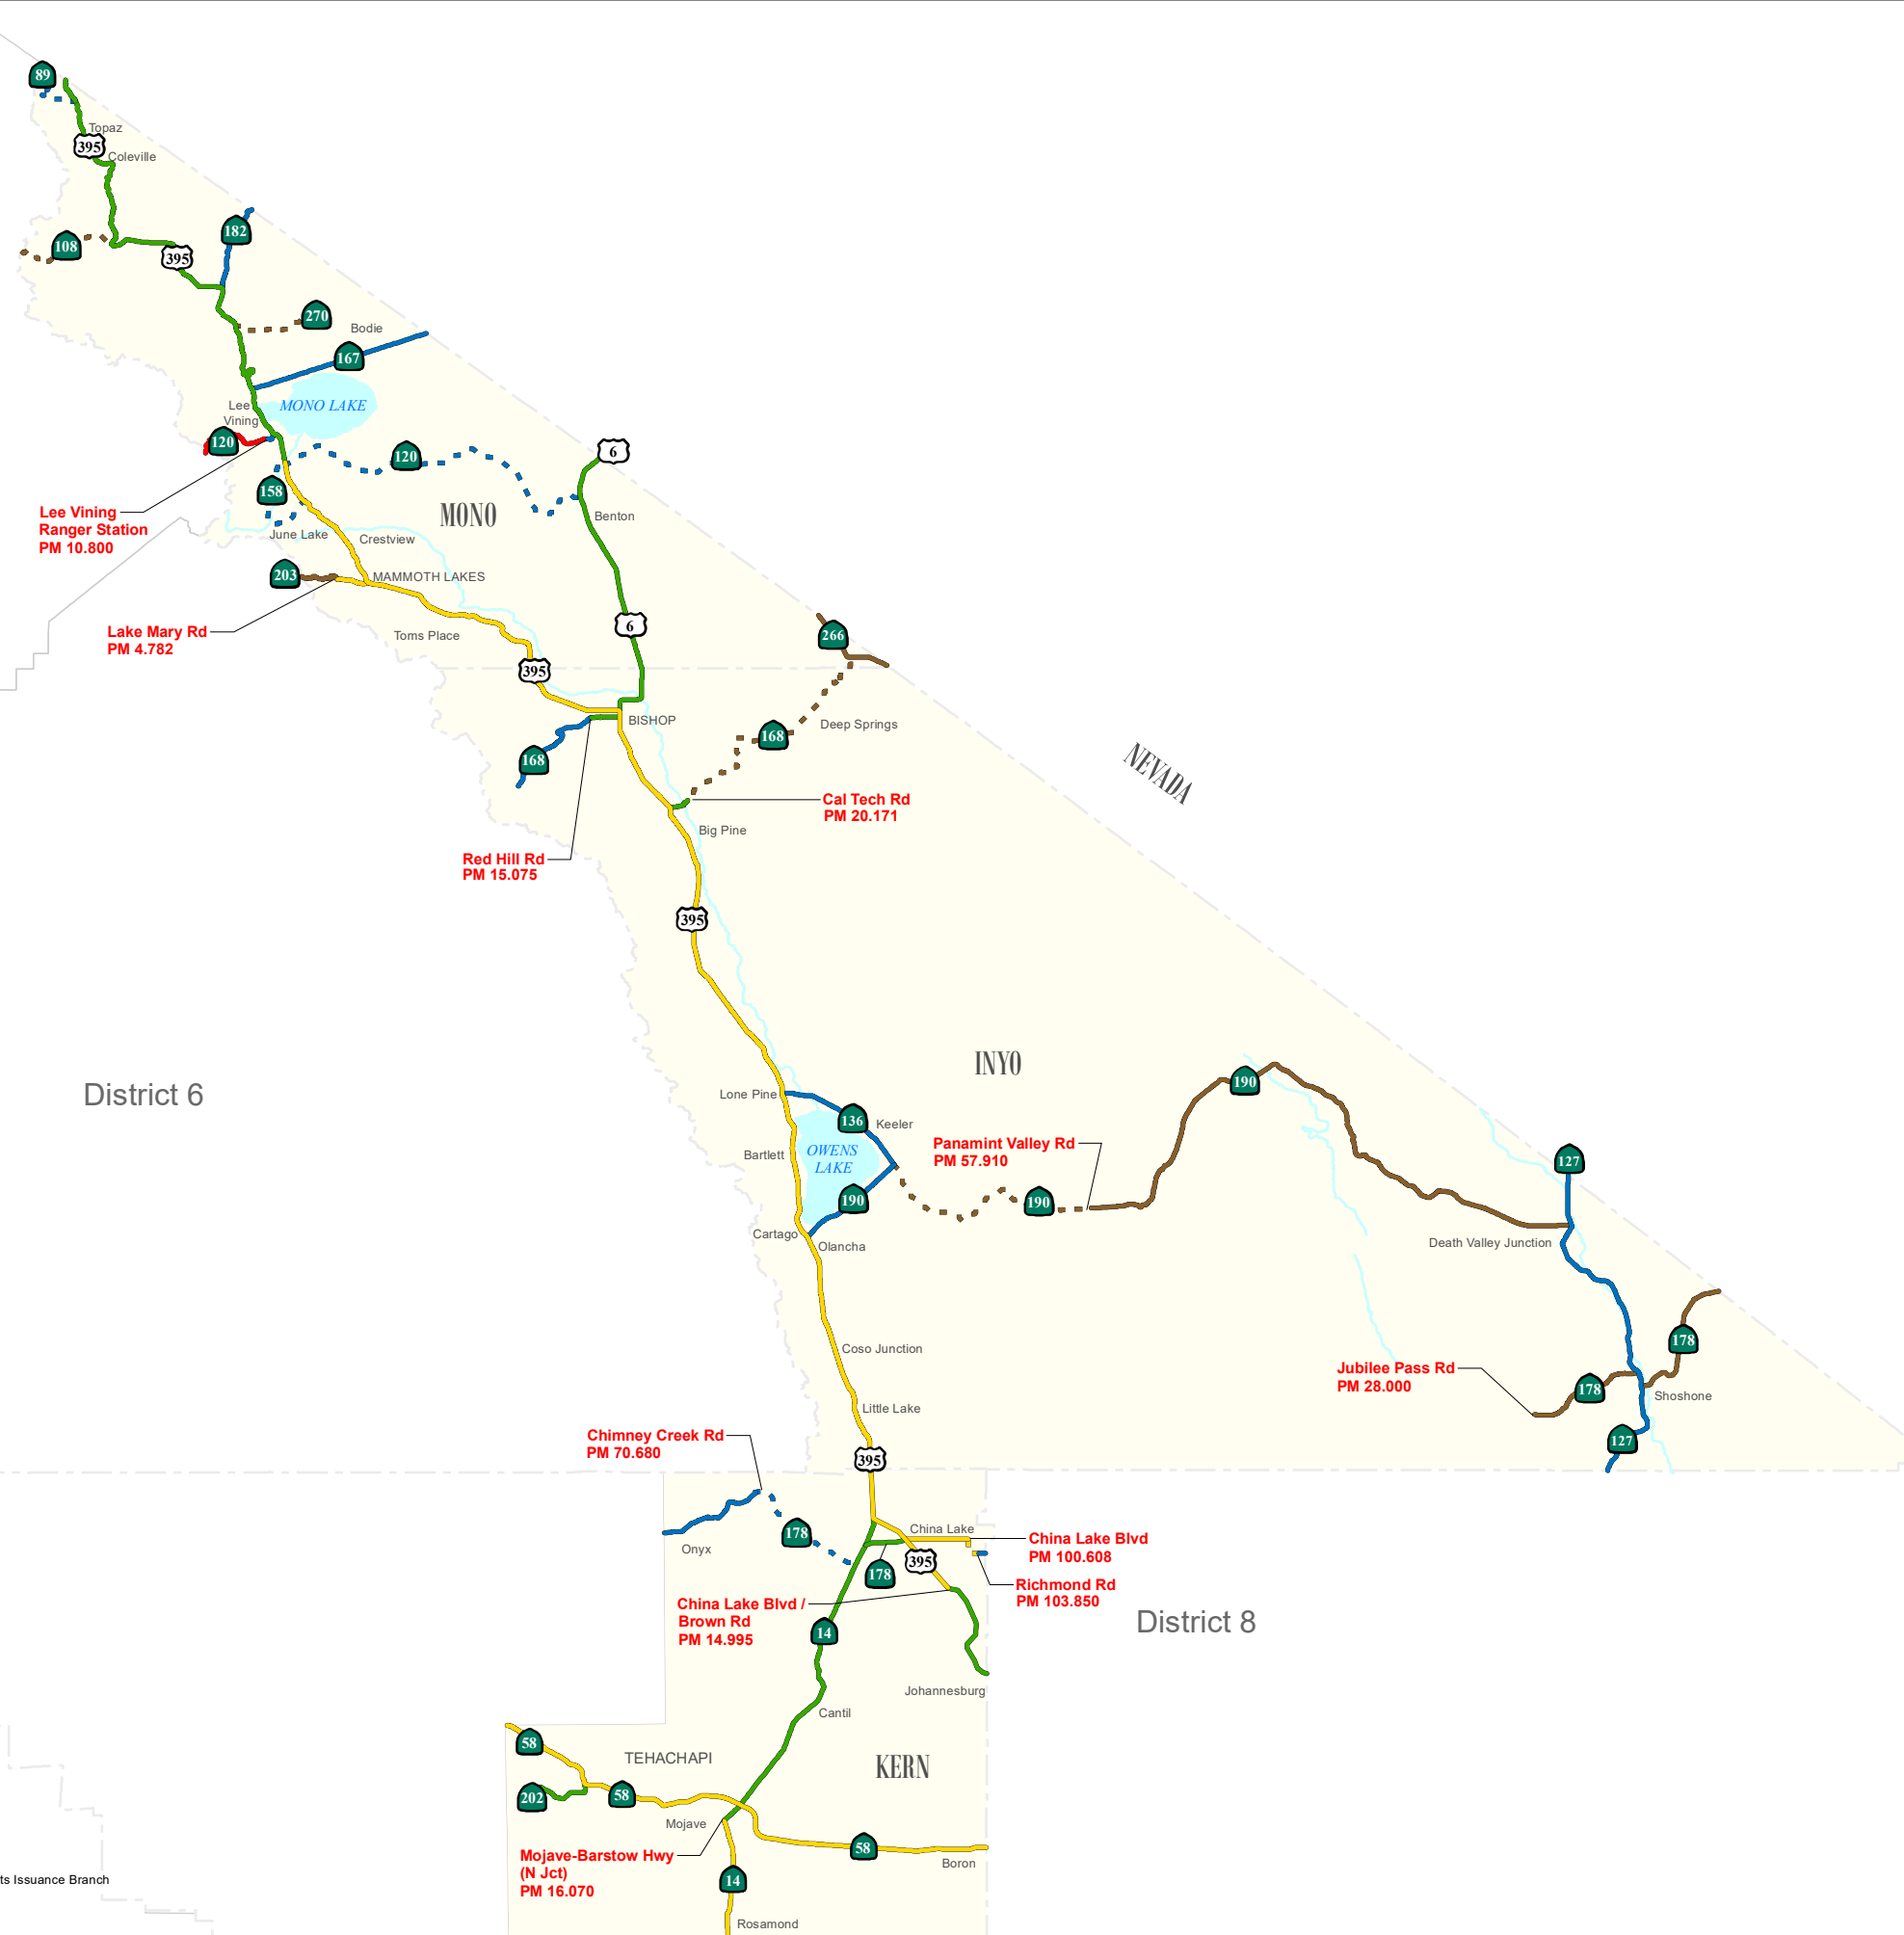 89
Topaz
395
Coleville
182
108
395
270
Bodie
167
Lee
Vining
MONO LAKE
120
120
6
158
MONO
Lee Vining
Ranger Station
PM 10.800
Benton
June Lake
Crestview
203
MAMMOTH LAKES
Lake Mary Rd
PM 4.782
Toms Place
6
266
395
BISHOP
Deep Springs
168
168
NEVADA
Cal Tech Rd
PM 20.171
Big Pine
Red Hill Rd
PM 15.075
395
INYO
District 6
Lone Pine
190
136
Keeler
OWENS
LAKE
Bartlett
Panamint Valley Rd
PM 57.910
127
190
190
Cartago
Olancha
Death Valley Junction
Coso Junction
178
Jubilee Pass Rd
PM 28.000
178
Shoshone
Little Lake
Chimney Creek Rd
PM 70.680
127
395
178
China Lake
China Lake Blvd
PM 100.608
Onyx
395
178
Richmond Rd
PM 103.850
China Lake Blvd /
Brown Rd
PM 14.995
District 8
14
Johannesburg
Cantil
58
TEHACHAPI
KERN
202
58
Mojave
58
Mojave-Barstow Hwy
(N Jct)
PM 16.070
Boron
14
ts Issuance Branch
Rosamond